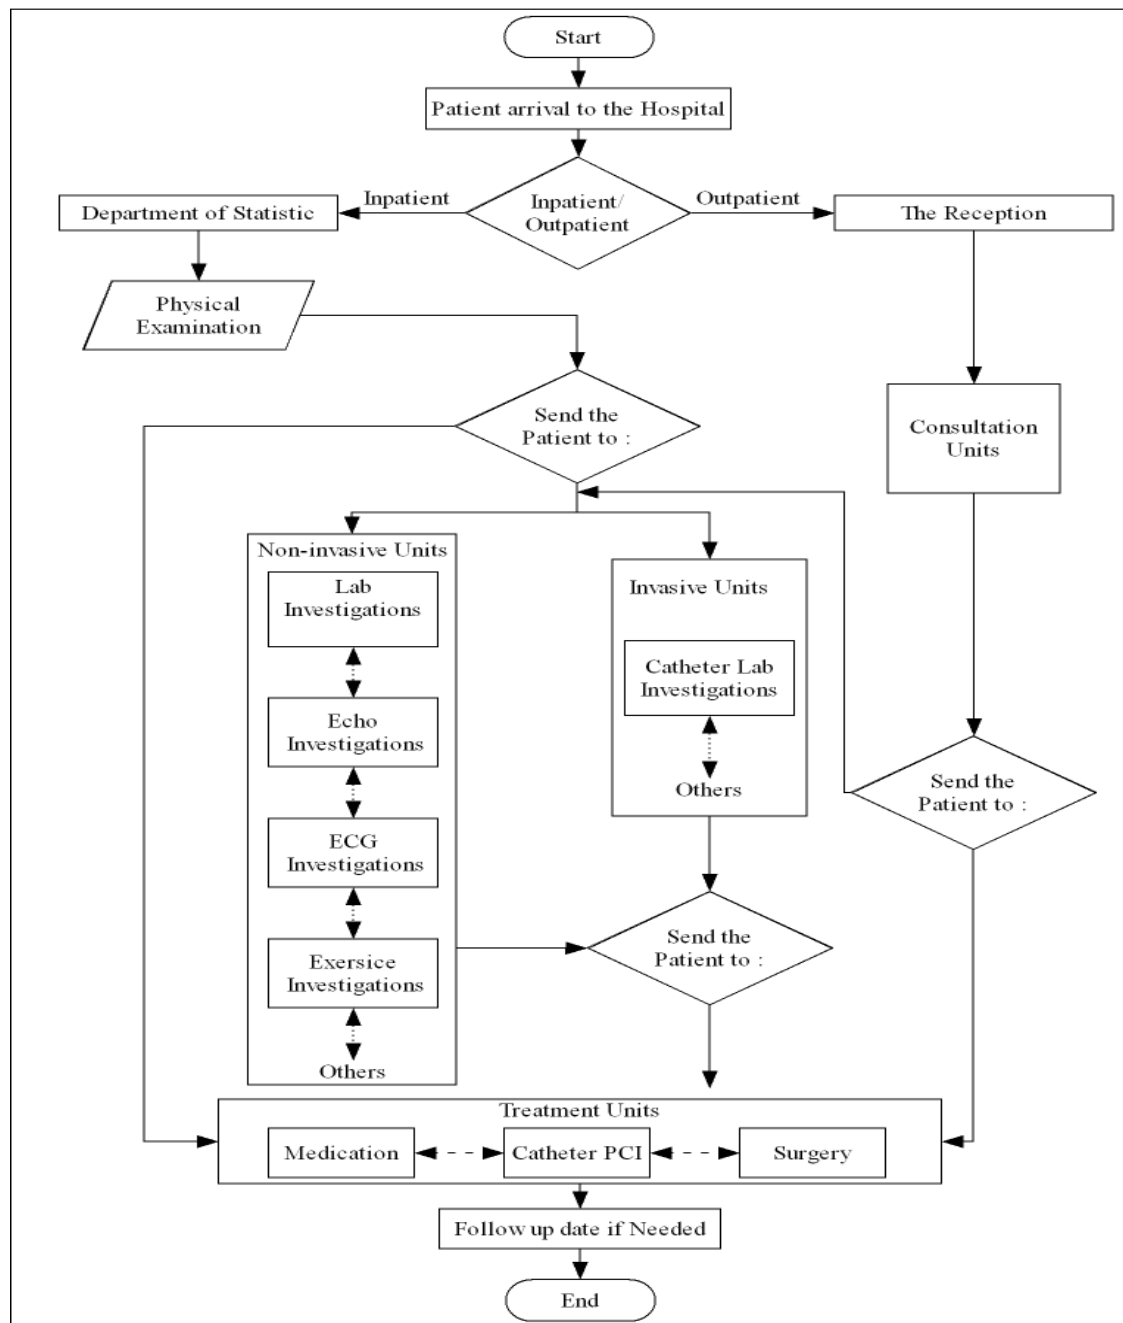 Start
Patient arrival to the Hospital
Inpatient
Inpatient/
Outpatient
Outpatient
Department of Statistic
The Reception
Physical
Examination
Send the
Patient to :
Consultation
Units
Non-invasive Units
Lab
Investigations
Echo
Investigations
ECG
Investigations
Exersice
Investigations
Others
Invasive Units
Catheter Lab
Investigations
Others
Send the
Patient to :
Send the
Patient to :
Treatment Units
Medication
Catheter PCI
Surgery
Follow up date if Needed
End